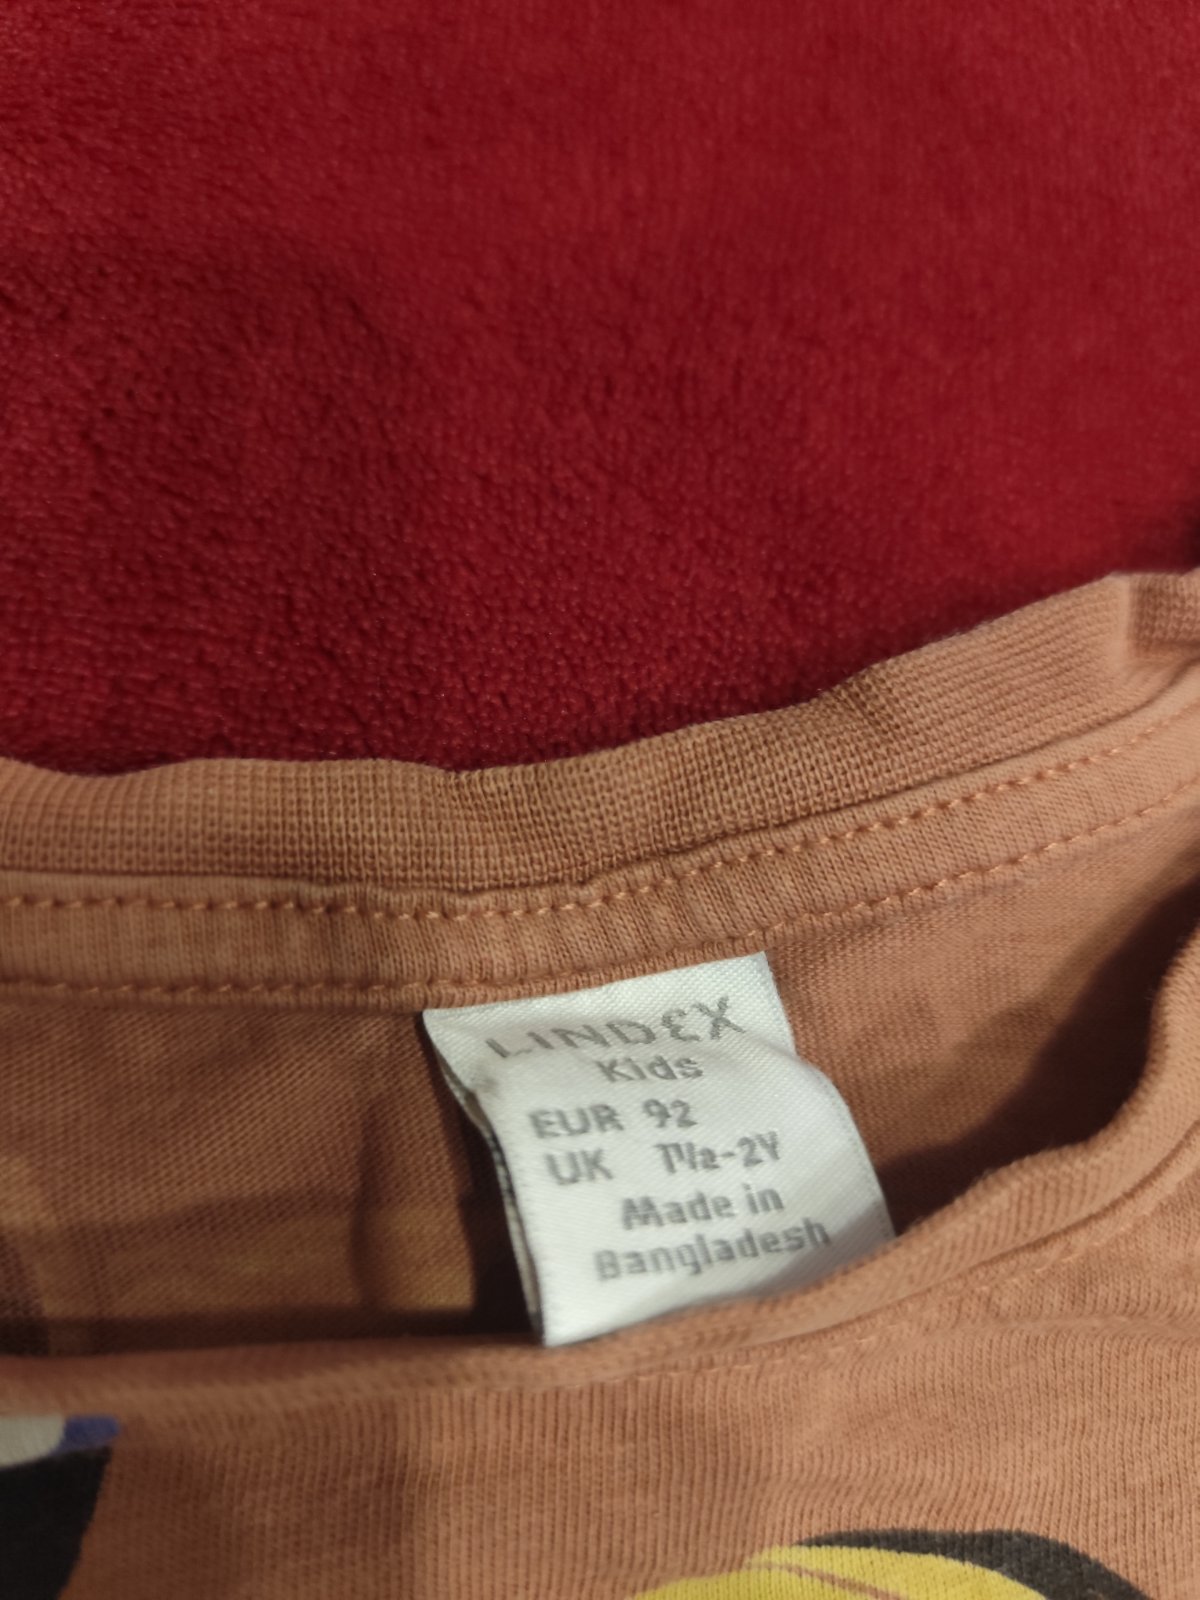 LINDEX
Kids
EUR 92
UK 1½-2Y
Made in
Bangladesh